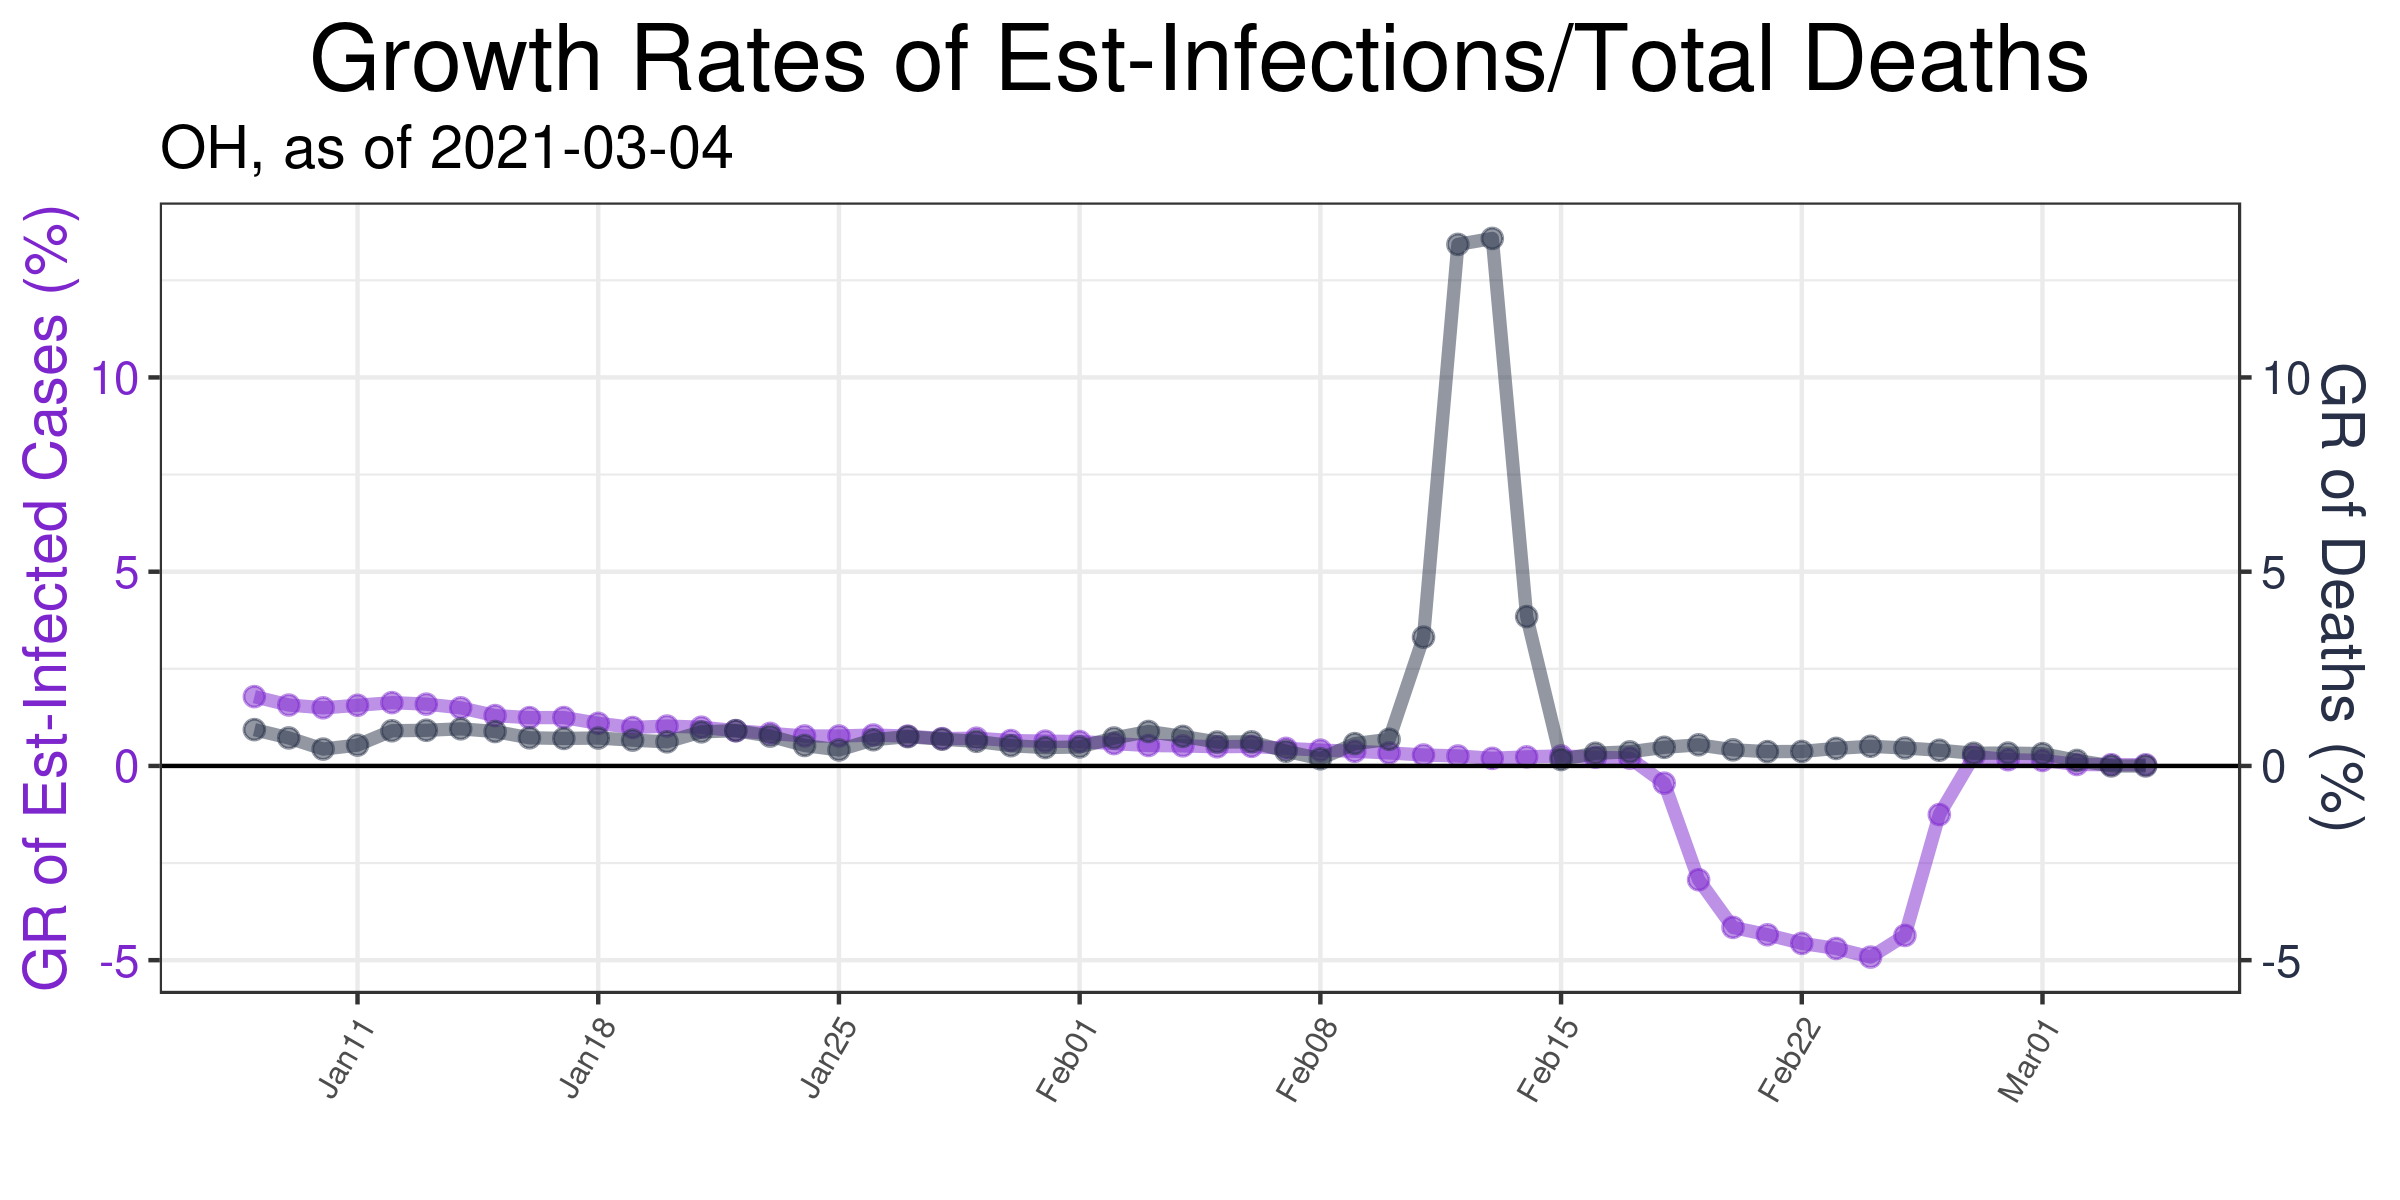 Growth Rates of Est-Infections/Total Deaths
OH, as of 2021-03-04
GR of Est-Infected Cases (%)
10
5
0
-5
10
5
0
-5
GR of Deaths (%)
Jan11
Jan18
Jan25
Feb01
Feb08
Feb15
Feb22
Mar01